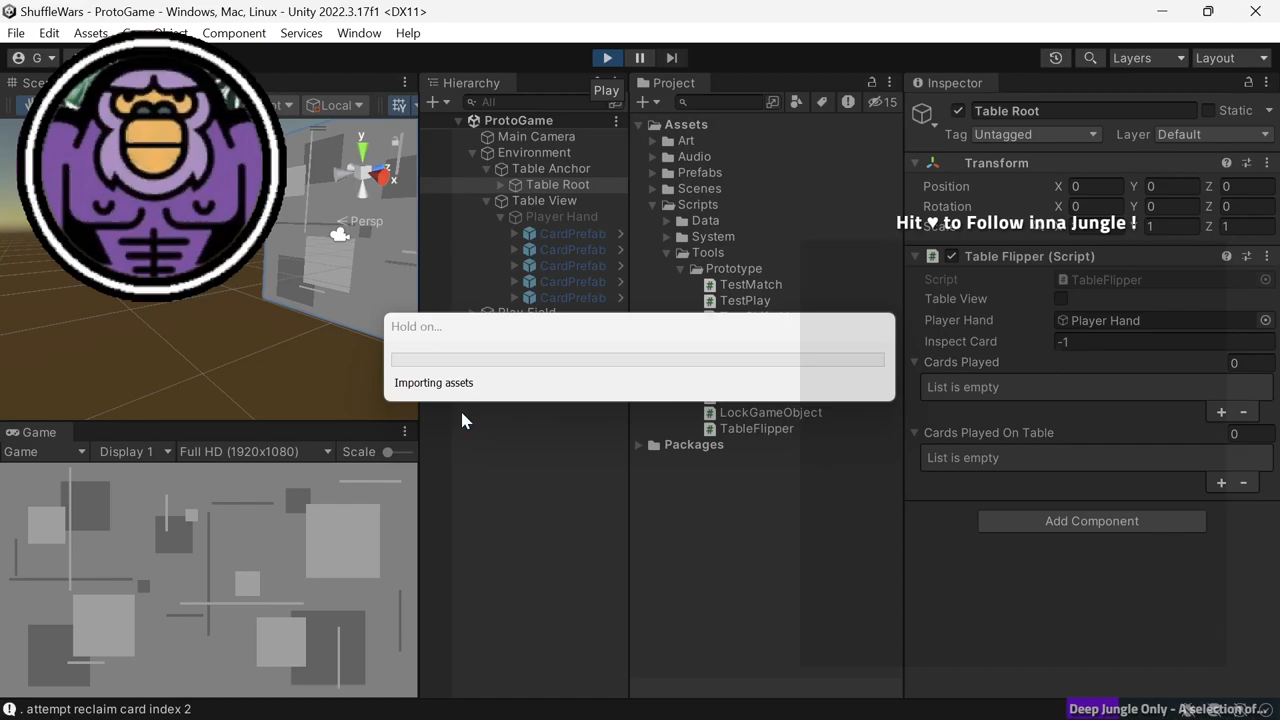 ShuffleWars - ProtoGame - Windows, Mac, Linux - Unity 2022.3.17f1 <DX11>
File Edit Assets Component Services Window Help
G
Layers Layout
Hierarchy
Project
Inspector
Play
Local
All
15
Table Root
Static
Tag Untagged Layer Default
ProtoGame
Main Camera
Environment
Table Anchor
Table Root
Table View
Player Hand
CardPrefab
CardPrefab
CardPrefab
CardPrefab
CardPrefab
y
z
x
Persp
Assets
Art
Audio
Prefabs
Scenes
Scripts
Data
System
Tools
Prototype
TestMatch
TestPlay
LockGameObject
TableFlipper
Packages
Transform
Position X 0 Y 0 Z 0
Rotation X 0 Y 0 Z 0
1 Z 1
Hit ♥ to Follow inna Jungle !
Table Flipper (Script)
Script TableFlipper
Table View
Player Hand Player Hand
Inspect Card -1
Cards Played 0
List is empty
+ -
Cards Played On Table 0
List is empty
+ -
Add Component
Hold on...
Importing assets
Game
Game Display 1 Full HD (1920x1080) Scale
. attempt reclaim card index 2
Deep Jungle Only - A selection of...